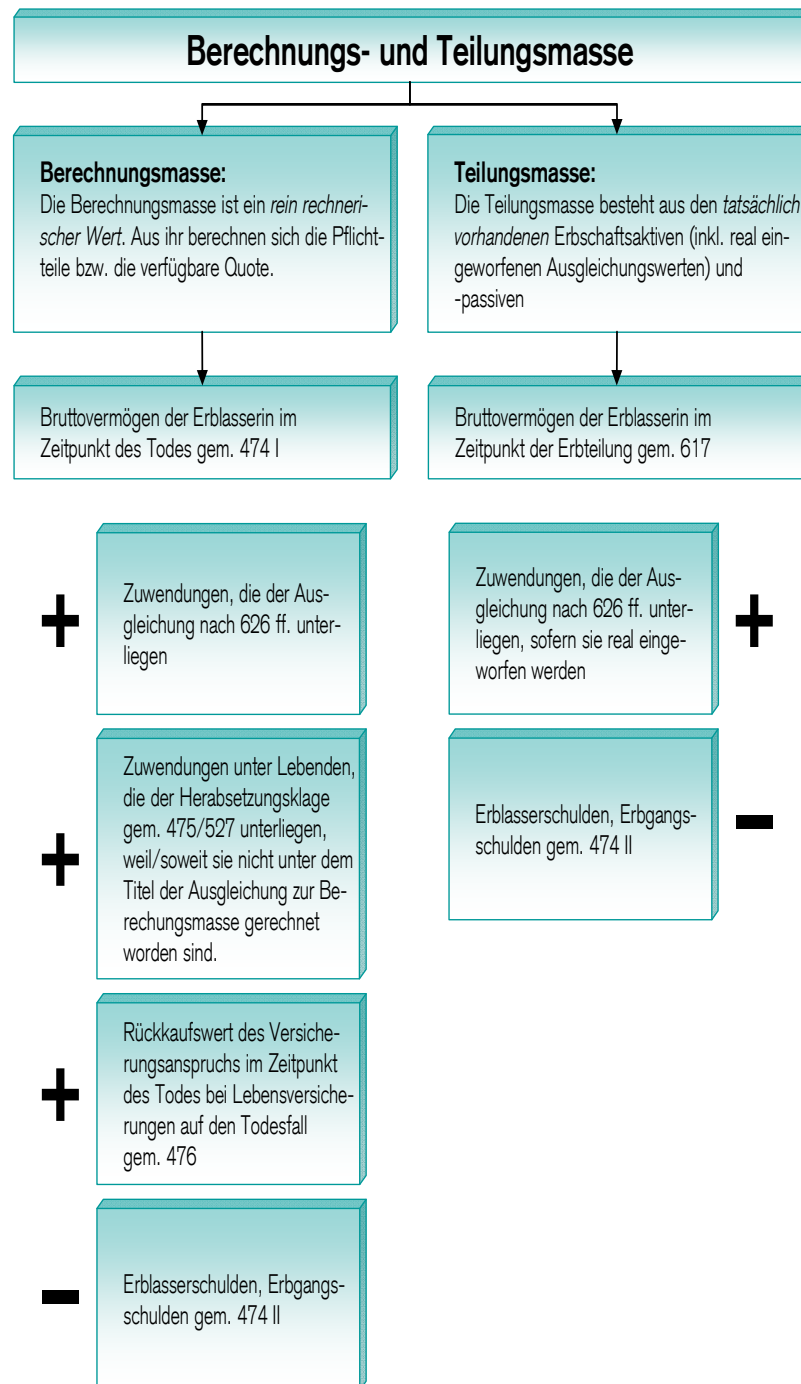 Berechnungs- und Teilungsmasse
Berechnungsmasse:
Die Berechnungsmasse ist ein rein rechneri-
scher Wert. Aus ihr berechnen sich die Pflicht-
teile bzw. die verfügbare Quote.
Teilungsmasse:
Die Teilungsmasse besteht aus den tatsächlich
vorhandenen Erbschaftsaktiven (inkl. real ein-
geworfenen Ausgleichungswerten) und
-passiven
Bruttovermögen der Erblasserin im
Zeitpunkt des Todes gem. 474 I
Bruttovermögen der Erblasserin im
Zeitpunkt der Erbteilung gem. 617
+
Zuwendungen, die der Aus-
gleichung nach 626 ff. unter-
liegen
Zuwendungen, die der Aus-
gleichung nach 626 ff. unter-
liegen, sofern sie real einge-
worfen werden
+
+
Zuwendungen unter Lebenden,
die der Herabsetzungsklage
gem. 475/527 unterliegen,
weil/soweit sie nicht unter dem
Titel der Ausgleichung zur Be-
rechungsmasse gerechnet
worden sind.
Erblasserschulden, Erbgangs-
schulden gem. 474 II
–
+
Rückkaufswert des Versiche-
rungsanspruchs im Zeitpunkt
des Todes bei Lebensversiche-
rungen auf den Todesfall
gem. 476
–
Erblasserschulden, Erbgangs-
schulden gem. 474 II